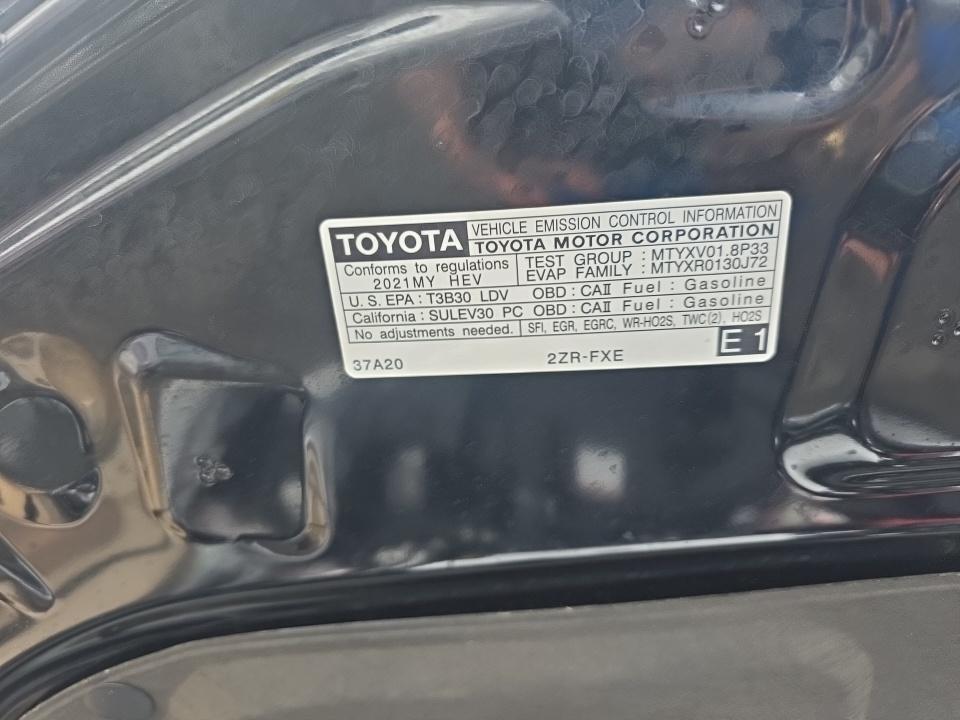 TOYOTA VEHICLE EMISSION CONTROL INFORMATION
TOYOTA MOTOR CORPORATION
Conforms to regulations
2021MY HEV
TEST GROUP : MTYXV01.8P33
EVAP FAMILY : MTYXR0130J72
U.S. EPA : T3B30 LDV OBD : CAII Fuel : Gasoline
California : SULEV30 PC OBD : CAII Fuel : Gasoline
No adjustments needed. SFI, EGR, EGRC, WR-HO2S, TWC(2), HO2S
37A20 2ZR-FXE E 1